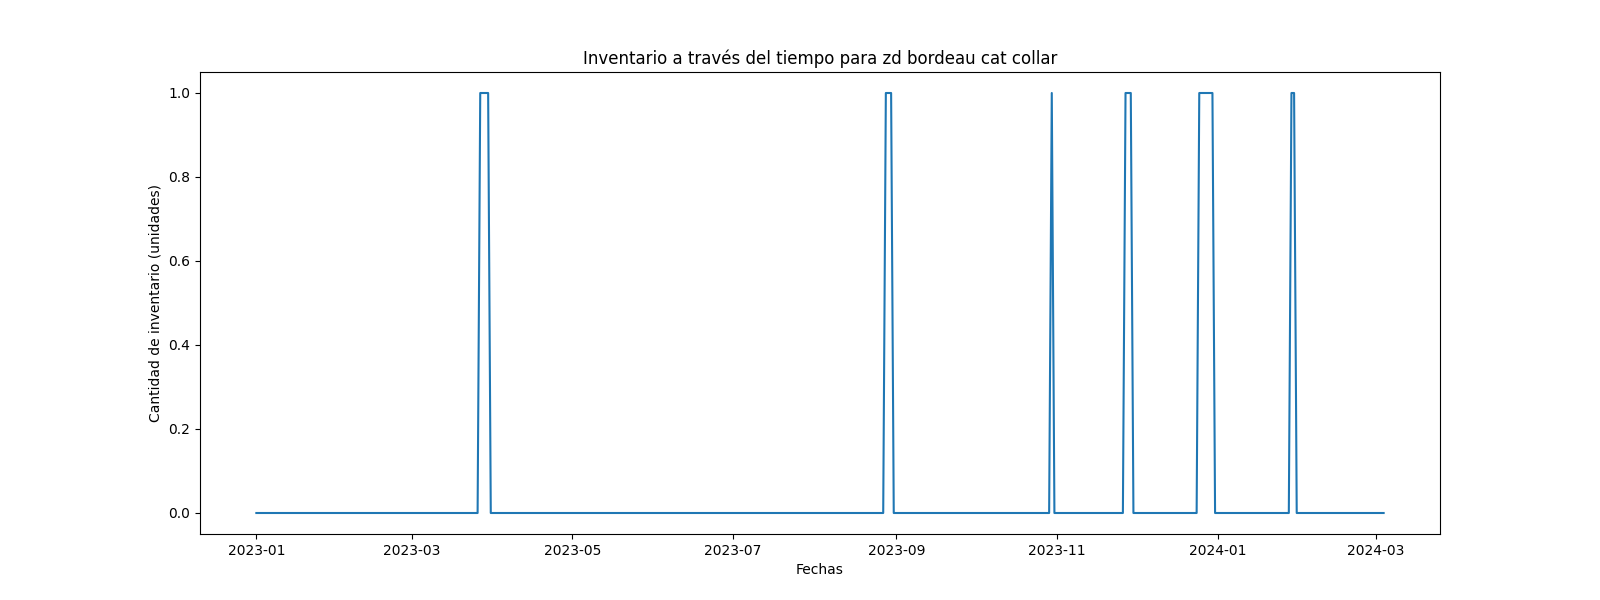 Inventario a través del tiempo para zd bordeau cat collar
Cantidad de inventario (unidades)
1.0
0.8
0.6
0.4
0.2
0.0
2023-01 2023-03 2023-05 2023-07 2023-09 2023-11 2024-01 2024-03
Fechas